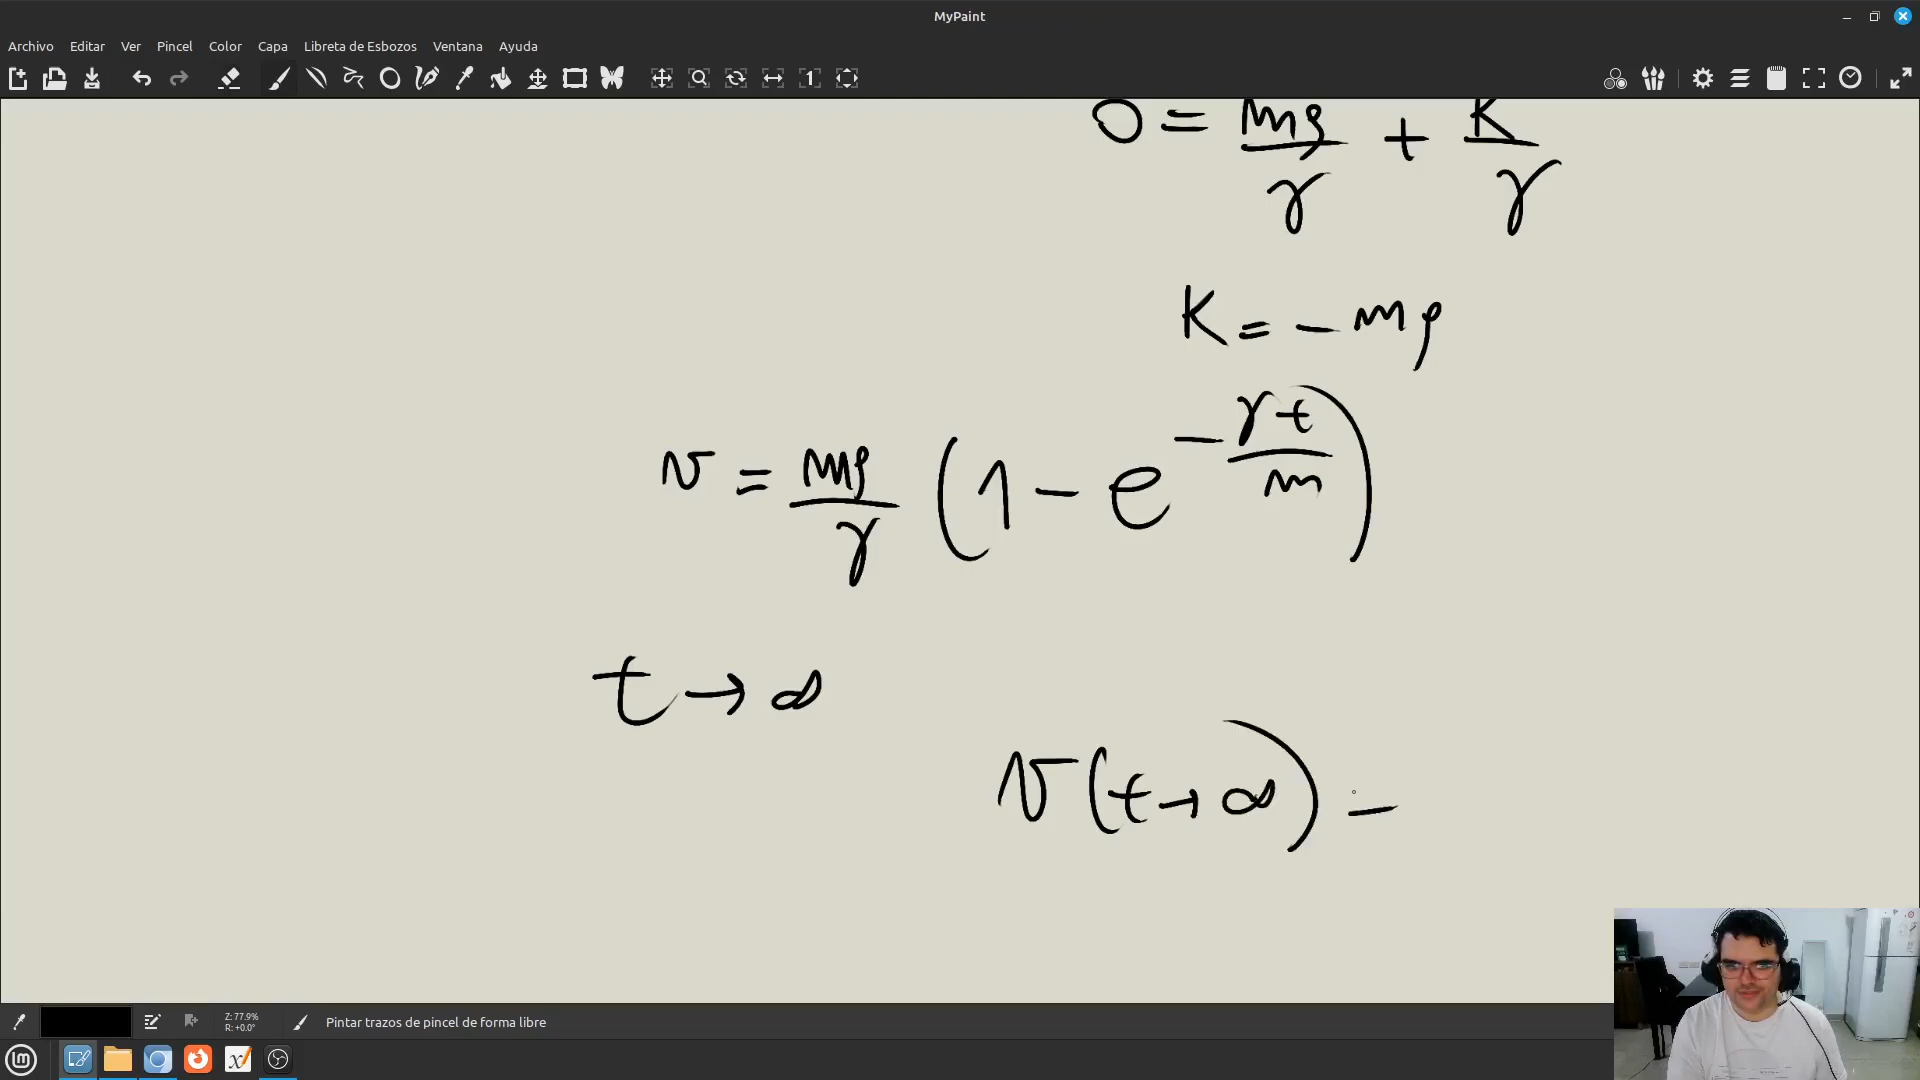 MyPaint
Archivo Editar Ver Pincel Color Capa Libreta de Esbozos Ventana Ayuda
0 = mg/γ + K/γ
K = - mg
v = mg/γ (1 - e^(-γt/m))
t → ∞
v(t → ∞) -
Z: 77.9%
R: +0.0°
Pintar trazos de pincel de forma libre